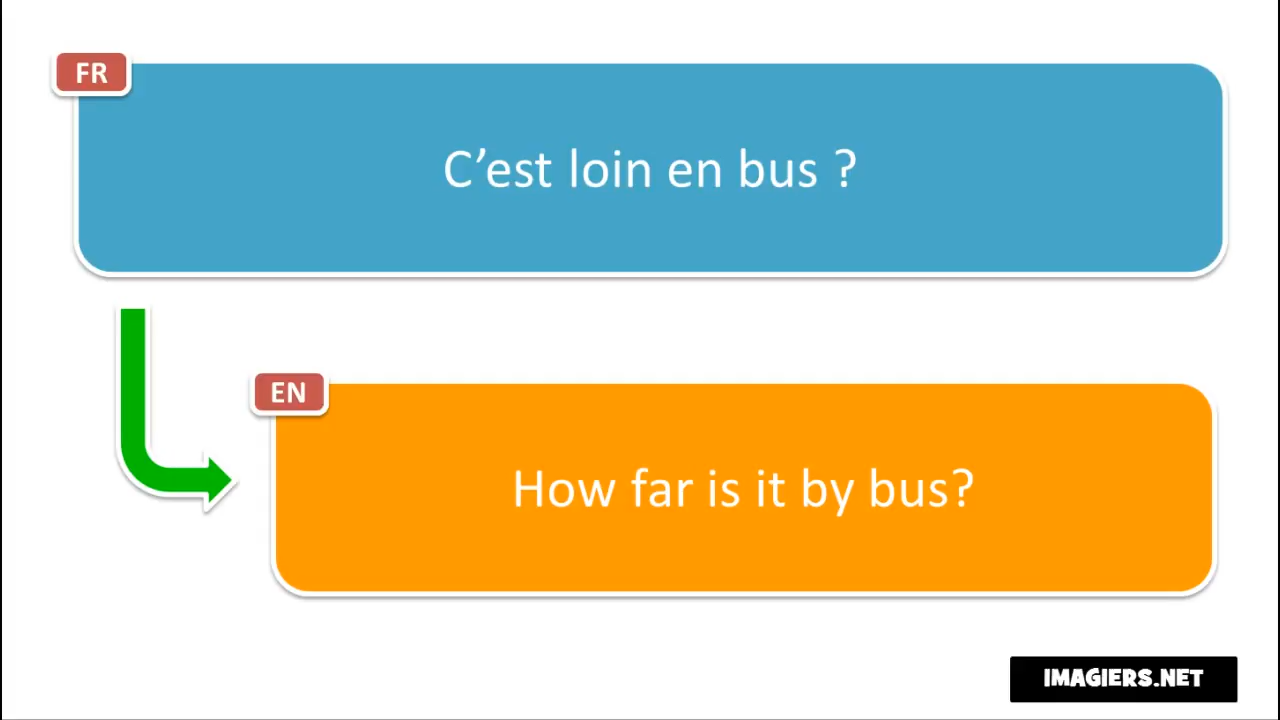 FR
C’est loin en bus ?
EN
How far is it by bus?
IMAGIERS.NET